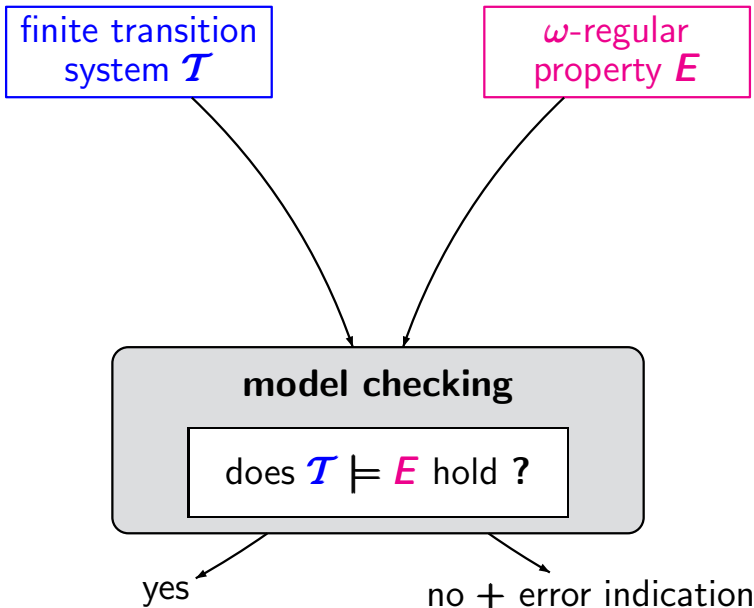 finite transition
system 𝓣
ω-regular
property E
model checking
does 𝓣 ⊨ E hold ?
yes
no + error indication